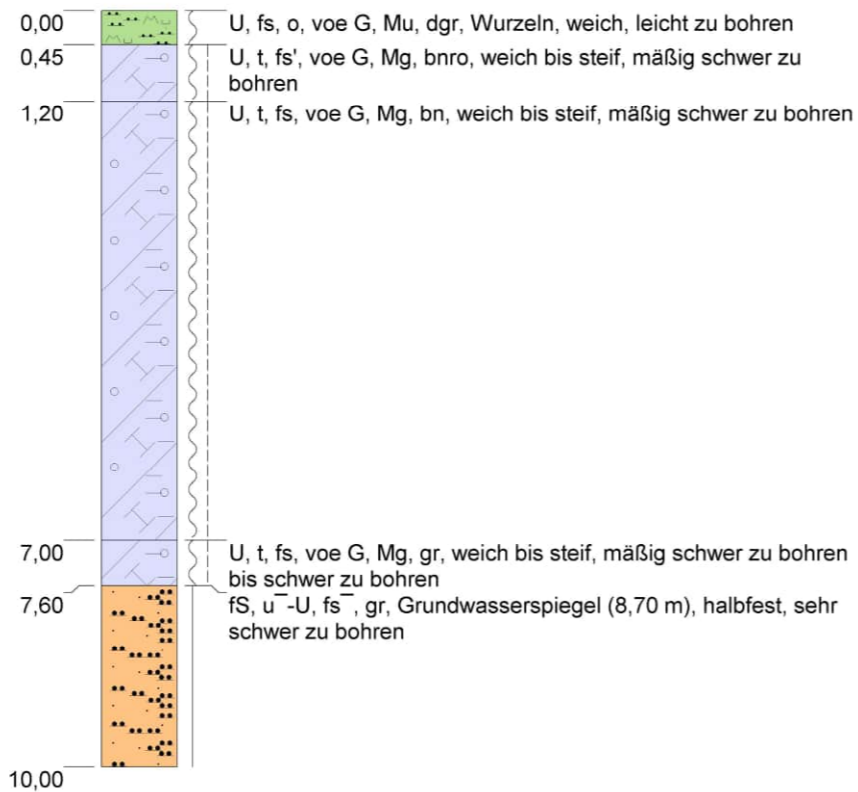 0,00 U, fs, o, voe G, Mu, dgr, Wurzeln, weich, leicht zu bohren
0,45 U, t, fs', voe G, Mg, bnro, weich bis steif, mäßig schwer zu
bohren
1,20 U, t, fs, voe G, Mg, bn, weich bis steif, mäßig schwer zu bohren
7,00 U, t, fs, voe G, Mg, gr, weich bis steif, mäßig schwer zu bohren
bis schwer zu bohren
7,60 fS, u¯-U, fs¯, gr, Grundwasserspiegel (8,70 m), halbfest, sehr
schwer zu bohren
10,00